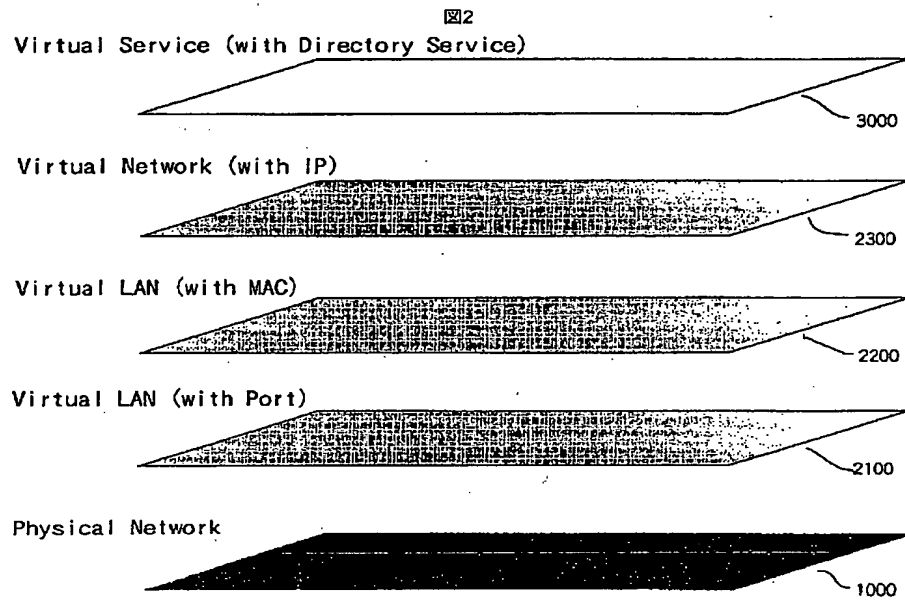 図2
Virtual Service (with Directory Service)
3000
Virtual Network (with IP)
2300
Virtual LAN (with MAC)
2200
Virtual LAN (with Port)
2100
Physical Network
1000